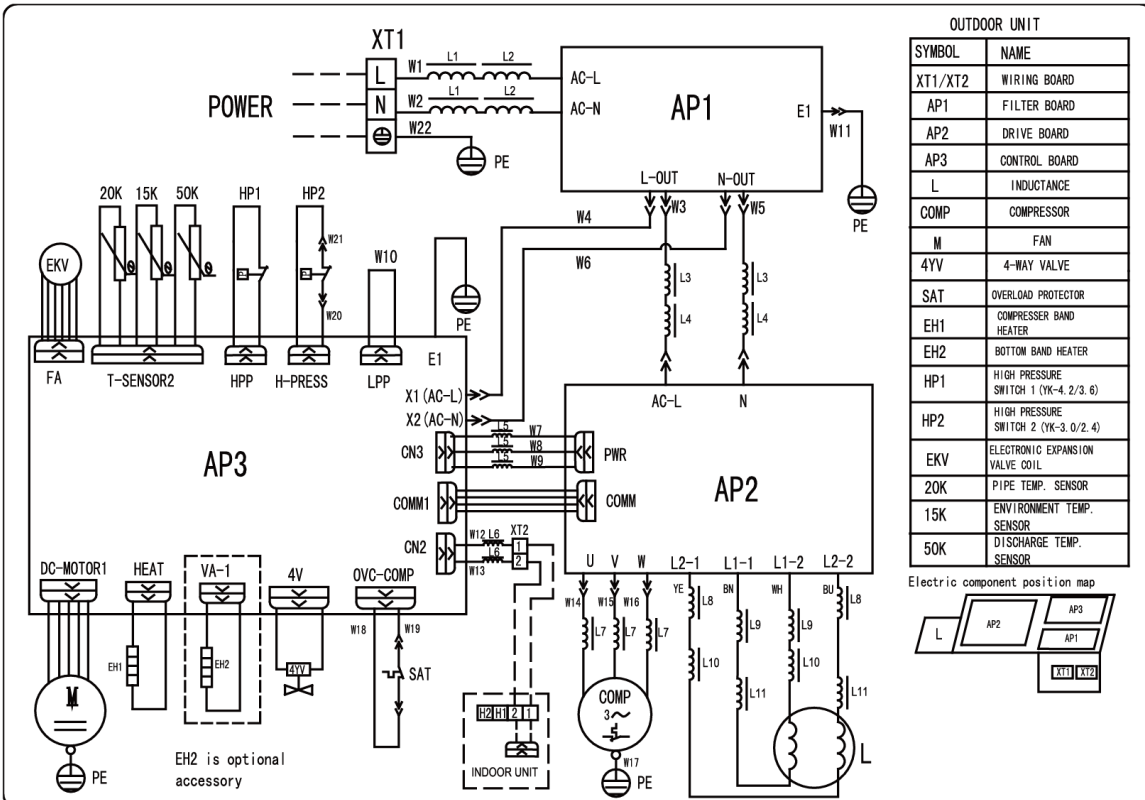 XT1
POWER
L
N
W1
W2
W22
L1
L2
L1
L2
PE
AC-L
AC-N
AP1
E1
W11
PE
L-OUT
N-OUT
W3
W5
W4
W6
L3
L4
L3
L4
20K
15K
50K
HP1
HP2
W21
W20
W10
EKV
PE
FA
T-SENSOR2
HPP
H-PRESS
LPP
E1
X1(AC-L)
X2(AC-N)
AP3
CN3
L5
W7
L5
W8
L5
W9
PWR
COMM1
COMM
CN2
W12
L6
L6
W13
XT2
1
2
AC-L
N
AP2
U
V
W
L2-1
L1-1
L1-2
L2-2
DC-MOTOR1
HEAT
VA-1
4V
OVC-COMP
W18
W19
SAT
EH1
EH2
4YV
M
PE
EH2 is optional
accessory
H2
H1
2
1
INDOOR UNIT
W14
W15
W16
L7
L7
L7
COMP
3~
W17
PE
YE
BN
WH
BU
L8
L9
L9
L8
L10
L10
L11
L11
L
OUTDOOR UNIT
SYMBOL NAME
XT1/XT2 WIRING BOARD
AP1 FILTER BOARD
AP2 DRIVE BOARD
AP3 CONTROL BOARD
L INDUCTANCE
COMP COMPRESSOR
M FAN
4YV 4-WAY VALVE
SAT OVERLOAD PROTECTOR
EH1 COMPRESSER BAND
HEATER
EH2 BOTTOM BAND HEATER
HP1 HIGH PRESSURE
SWITCH 1 (YK-4.2/3.6)
HP2 HIGH PRESSURE
SWITCH 2 (YK-3.0/2.4)
EKV ELECTRONIC EXPANSION
VALVE COIL
20K PIPE TEMP. SENSOR
15K ENVIRONMENT TEMP.
SENSOR
50K DISCHARGE TEMP.
SENSOR
Electric component position map
L
AP2
AP3
AP1
XT1
XT2